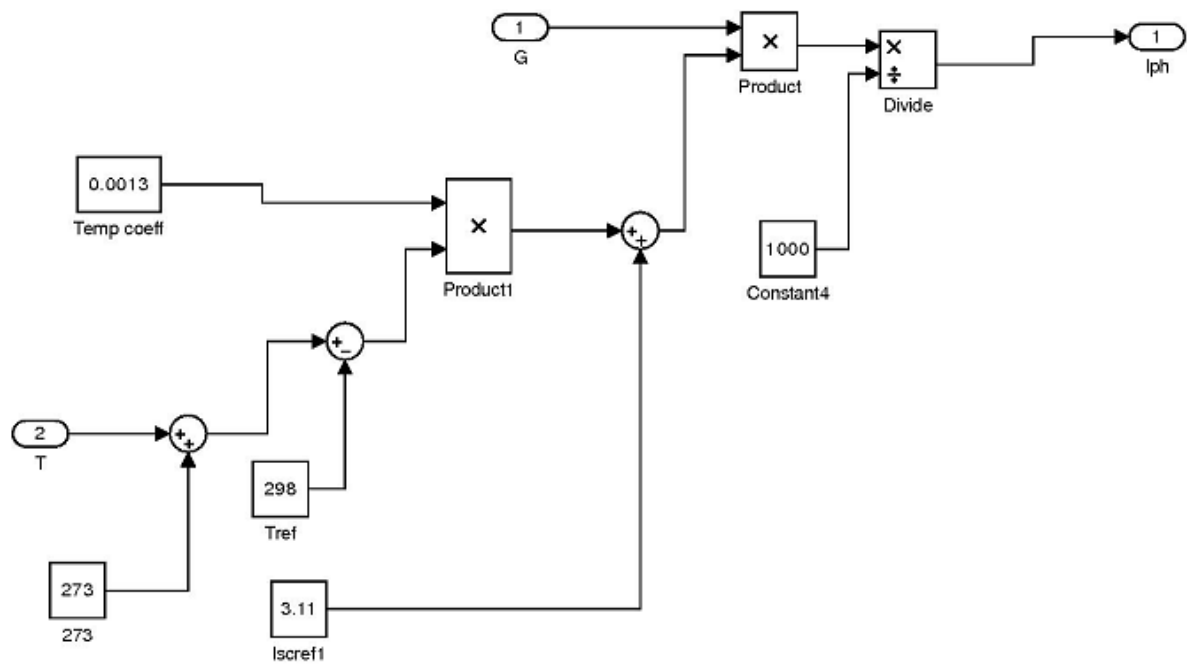 1
G
×
Product
×
÷
Divide
1
Iph
0.0013
Temp coeff
×
Product1
+
+
1000
Constant4
+
−
2
T
+
+
298
Tref
273
273
3.11
Iscref1